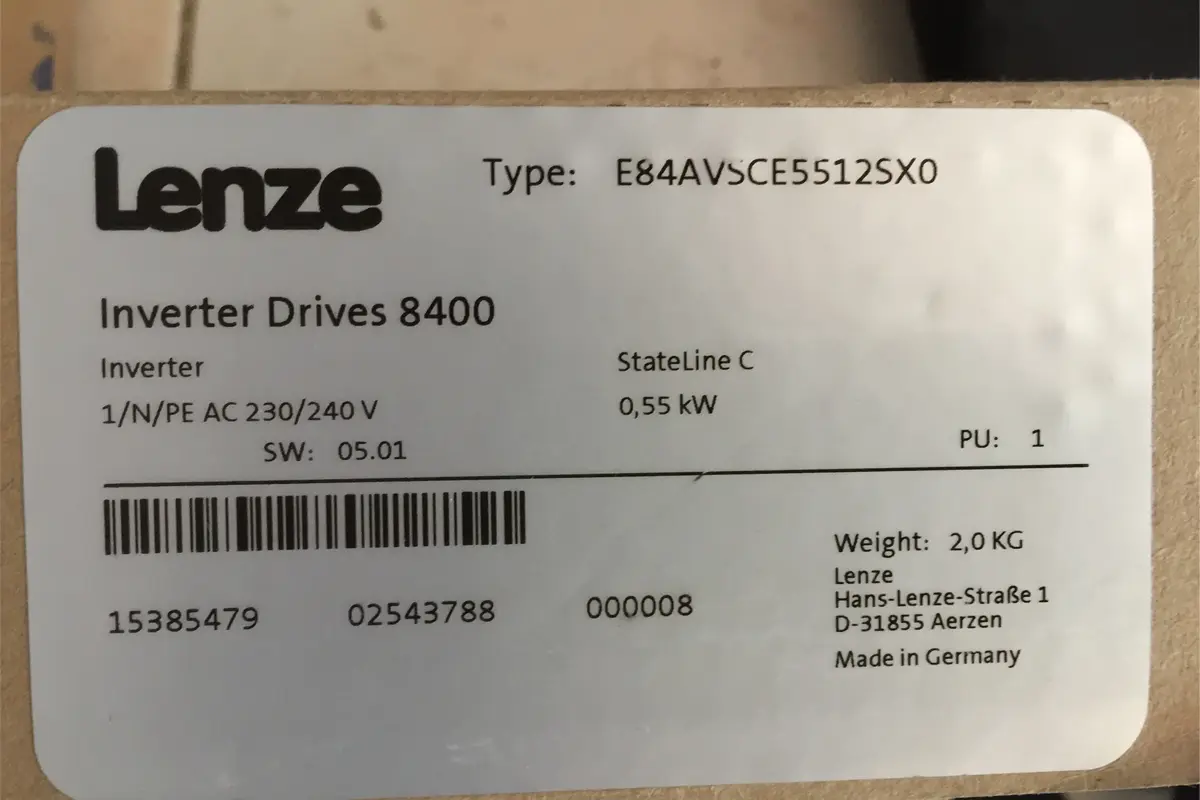 Lenze Type: E84AVSCE5512SX0
Inverter Drives 8400
Inverter StateLine C
1/N/PE AC 230/240 V 0,55 kW
SW: 05.01 PU: 1
Weight: 2,0 KG
Lenze
Hans-Lenze-Straße 1
D-31855 Aerzen
15385479 02543788 000008
Made in Germany